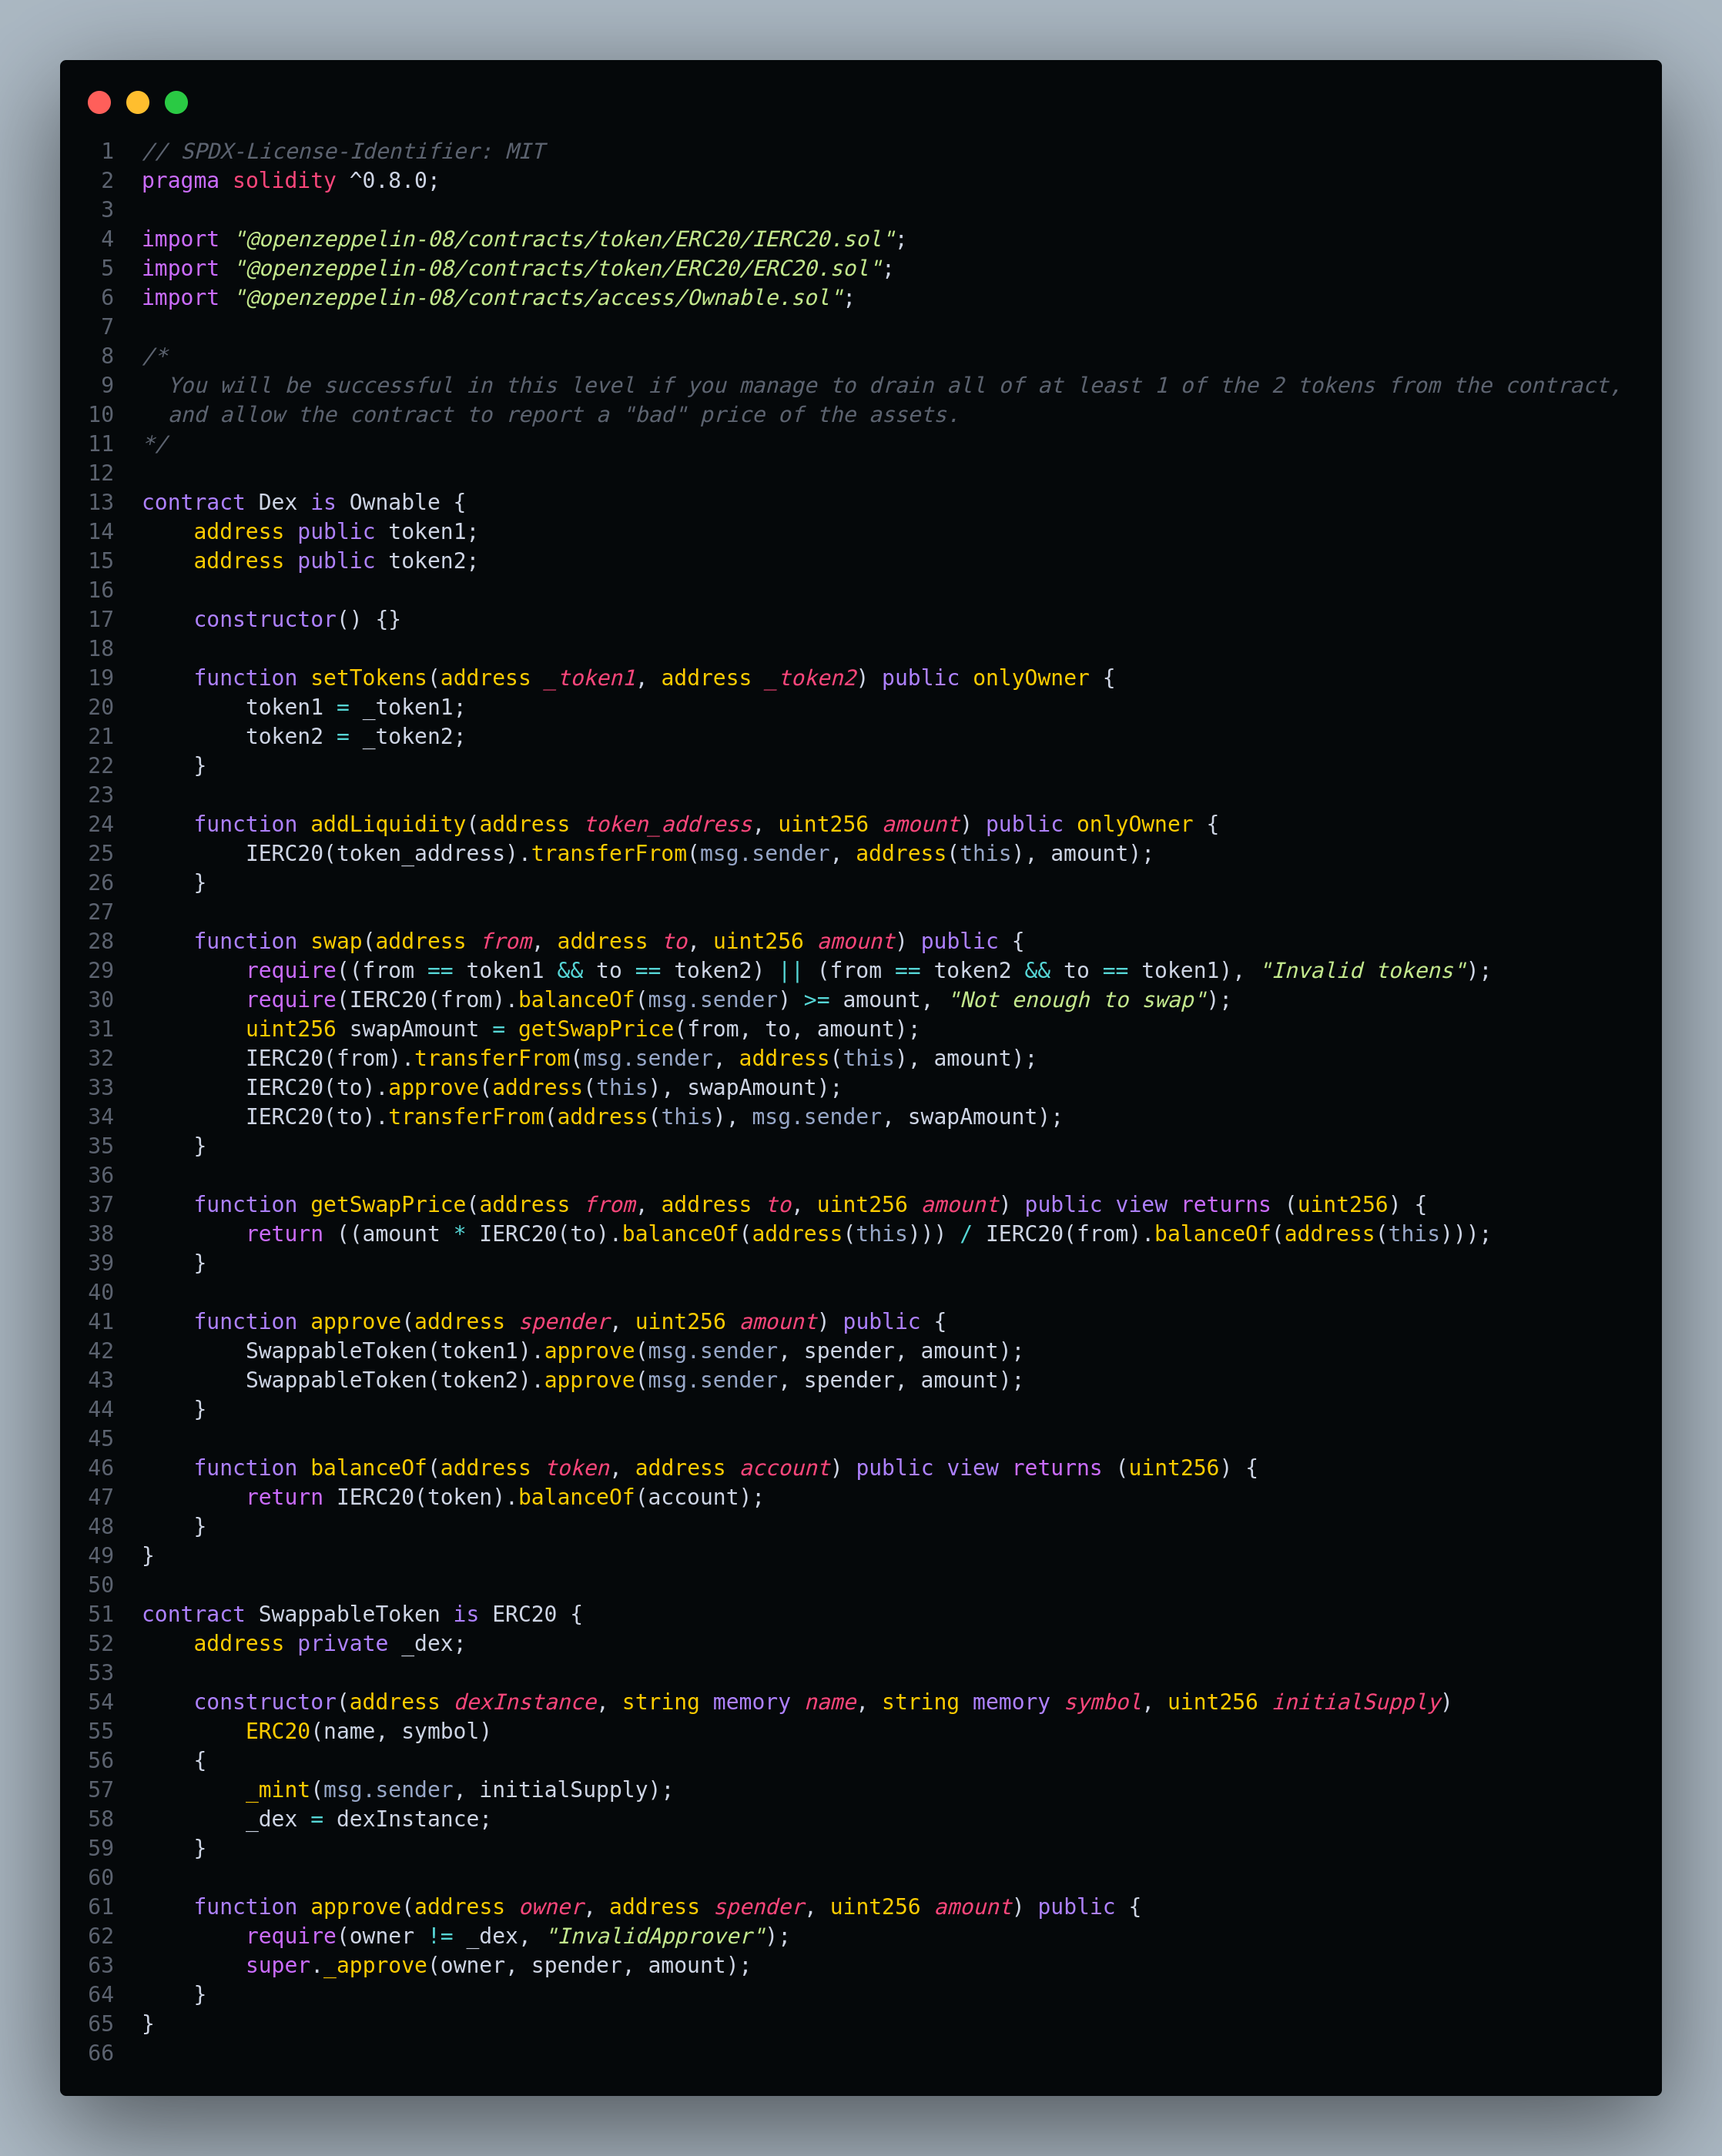 1 // SPDX-License-Identifier: MIT
2 pragma solidity ^0.8.0;
3
4 import "@openzeppelin-08/contracts/token/ERC20/IERC20.sol";
5 import "@openzeppelin-08/contracts/token/ERC20/ERC20.sol";
6 import "@openzeppelin-08/contracts/access/Ownable.sol";
7
8 /*
9   You will be successful in this level if you manage to drain all of at least 1 of the 2 tokens from the contract,
10   and allow the contract to report a "bad" price of the assets.
11 */
12
13 contract Dex is Ownable {
14     address public token1;
15     address public token2;
16
17     constructor() {}
18
19     function setTokens(address _token1, address _token2) public onlyOwner {
20         token1 = _token1;
21         token2 = _token2;
22     }
23
24     function addLiquidity(address token_address, uint256 amount) public onlyOwner {
25         IERC20(token_address).transferFrom(msg.sender, address(this), amount);
26     }
27
28     function swap(address from, address to, uint256 amount) public {
29         require((from == token1 && to == token2) || (from == token2 && to == token1), "Invalid tokens");
30         require(IERC20(from).balanceOf(msg.sender) >= amount, "Not enough to swap");
31         uint256 swapAmount = getSwapPrice(from, to, amount);
32         IERC20(from).transferFrom(msg.sender, address(this), amount);
33         IERC20(to).approve(address(this), swapAmount);
34         IERC20(to).transferFrom(address(this), msg.sender, swapAmount);
35     }
36
37     function getSwapPrice(address from, address to, uint256 amount) public view returns (uint256) {
38         return ((amount * IERC20(to).balanceOf(address(this))) / IERC20(from).balanceOf(address(this)));
39     }
40
41     function approve(address spender, uint256 amount) public {
42         SwappableToken(token1).approve(msg.sender, spender, amount);
43         SwappableToken(token2).approve(msg.sender, spender, amount);
44     }
45
46     function balanceOf(address token, address account) public view returns (uint256) {
47         return IERC20(token).balanceOf(account);
48     }
49 }
50
51 contract SwappableToken is ERC20 {
52     address private _dex;
53
54     constructor(address dexInstance, string memory name, string memory symbol, uint256 initialSupply)
55         ERC20(name, symbol)
56     {
57         _mint(msg.sender, initialSupply);
58         _dex = dexInstance;
59     }
60
61     function approve(address owner, address spender, uint256 amount) public {
62         require(owner != _dex, "InvalidApprover");
63         super._approve(owner, spender, amount);
64     }
65 }
66